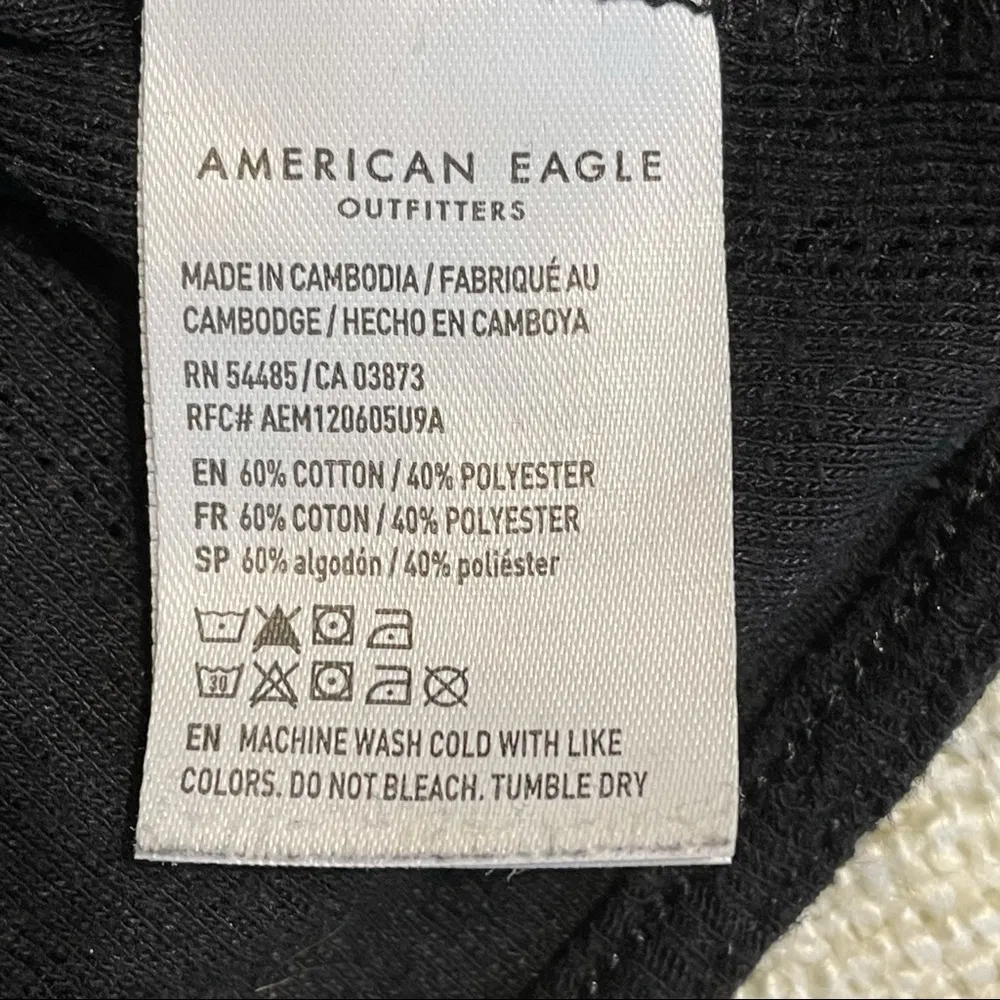 AMERICAN EAGLE
OUTFITTERS
MADE IN CAMBODIA / FABRIQUÉ AU
CAMBODGE / HECHO EN CAMBOYA
RN 54485 / CA 03873
RFC# AEM120605U9A
EN 60% COTTON / 40% POLYESTER
FR 60% COTON / 40% POLYESTER
SP 60% algodón / 40% poliéster
30
EN MACHINE WASH COLD WITH LIKE
COLORS. DO NOT BLEACH. TUMBLE DRY